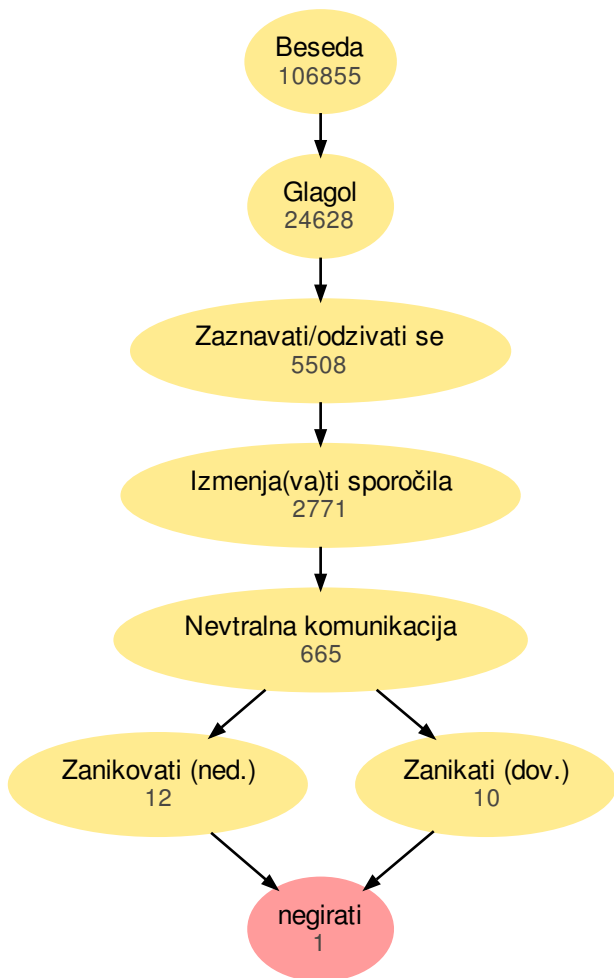 Beseda
106855
Glagol
24628
Zaznavati/odzivati se
5508
Izmenja(va)ti sporočila
2771
Nevtralna komunikacija
665
Zanikovati (ned.)
12
Zanikati (dov.)
10
negirati
1